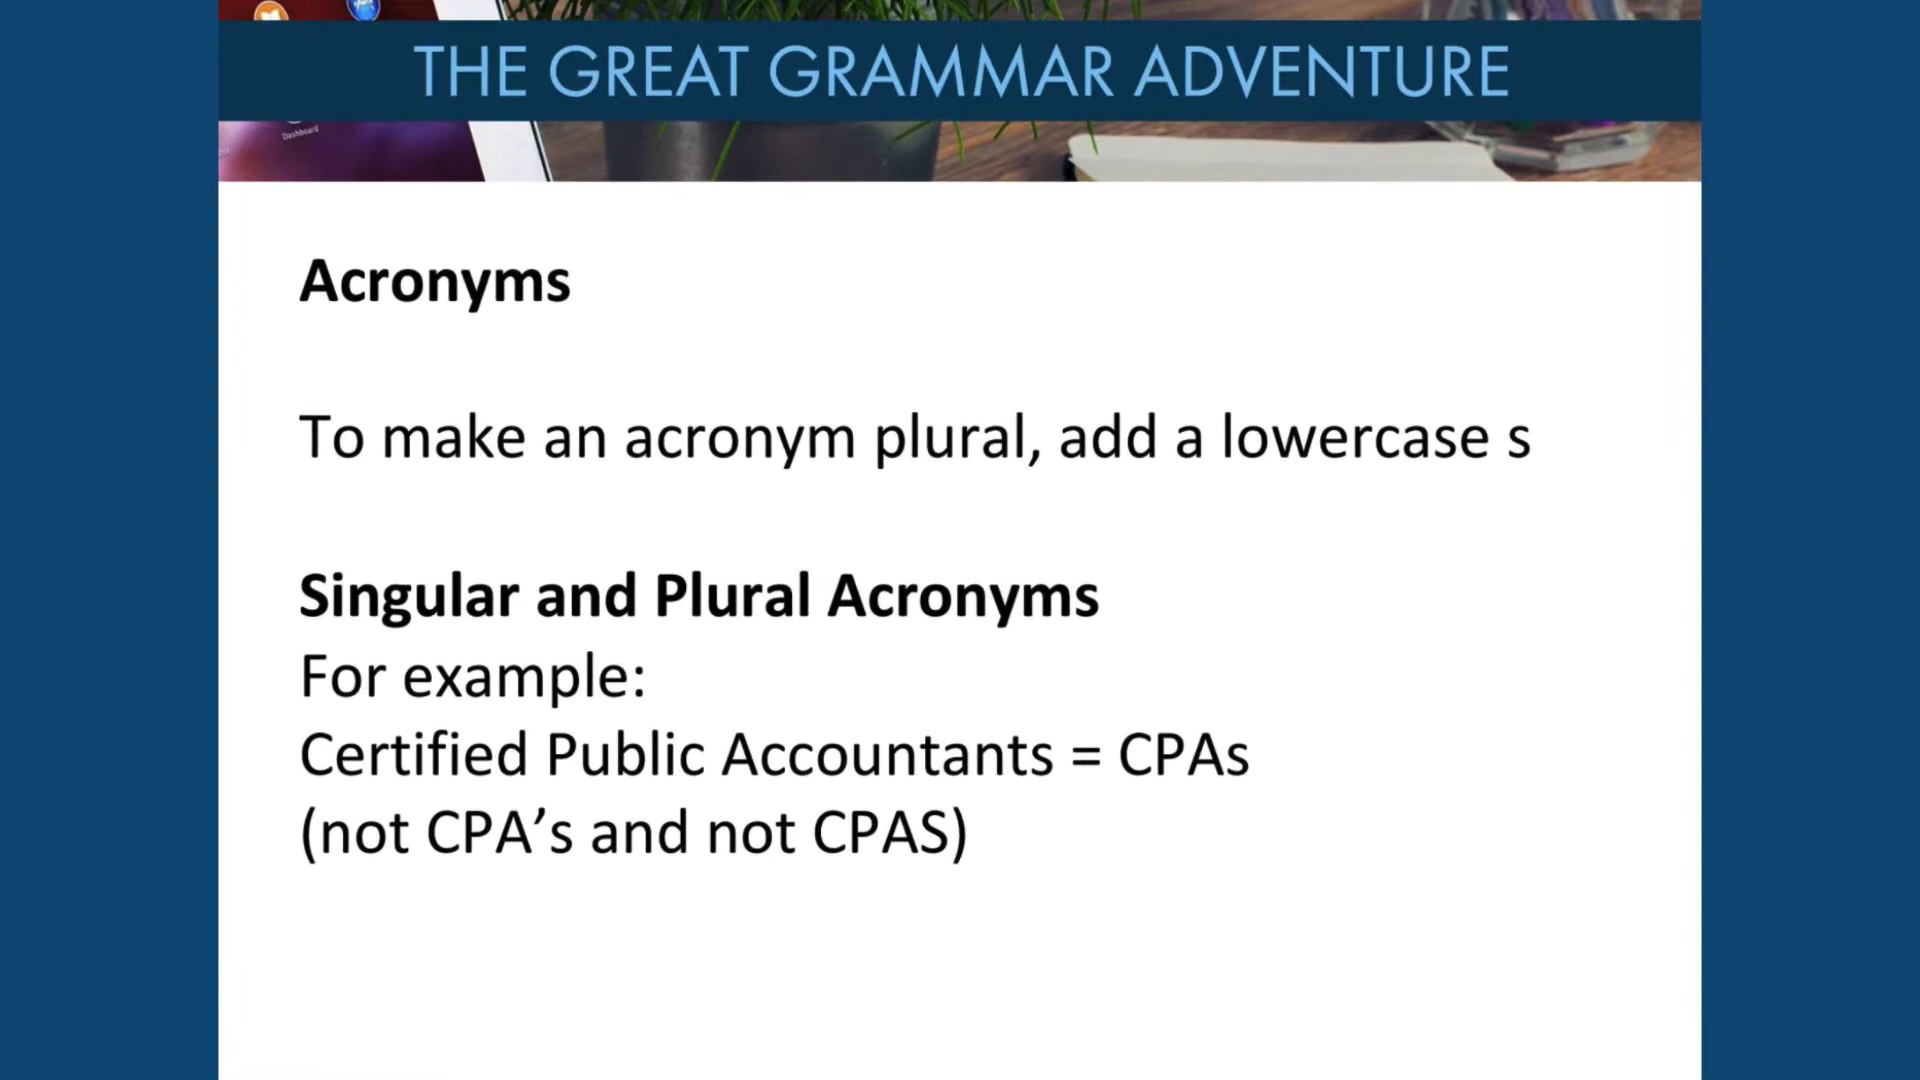 THE GREAT GRAMMAR ADVENTURE
Dashboard
Acronyms
To make an acronym plural, add a lowercase s
Singular and Plural Acronyms
For example:
Certified Public Accountants = CPAs
(not CPA’s and not CPAS)